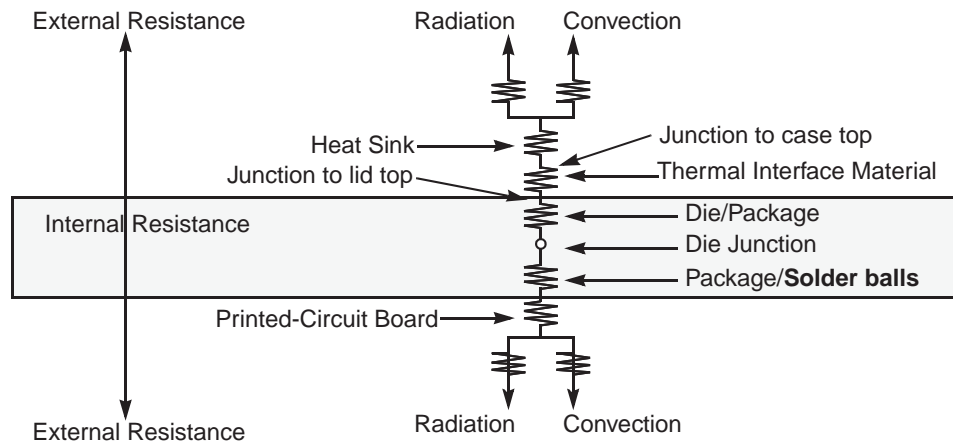 External Resistance
Radiation
Convection
Heat Sink
Junction to case top
Thermal Interface Material
Junction to lid top
Internal Resistance
Die/Package
Die Junction
Package/Solder balls
Printed-Circuit Board
External Resistance
Radiation
Convection